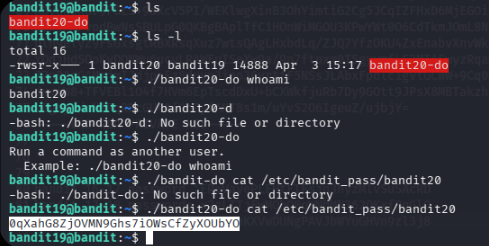 bandit19@bandit:~$ ls
bandit20-do
bandit19@bandit:~$ ls -l
total 16
-rwsr-x--- 1 bandit20 bandit19 14888 Apr  3 15:17 bandit20-do
bandit19@bandit:~$ ./bandit20-do whoami
bandit20
bandit19@bandit:~$ ./bandit20-d
-bash: ./bandit20-d: No such file or directory
bandit19@bandit:~$ ./bandit20-do
Run a command as another user.
  Example: ./bandit20-do whoami
bandit19@bandit:~$ ./bandit-do cat /etc/bandit_pass/bandit20
-bash: ./bandit-do: No such file or directory
bandit19@bandit:~$ ./bandit20-do cat /etc/bandit_pass/bandit20
0qXahG8ZjOVMN9Ghs7iOWsCfZyXOUbYO
bandit19@bandit:~$